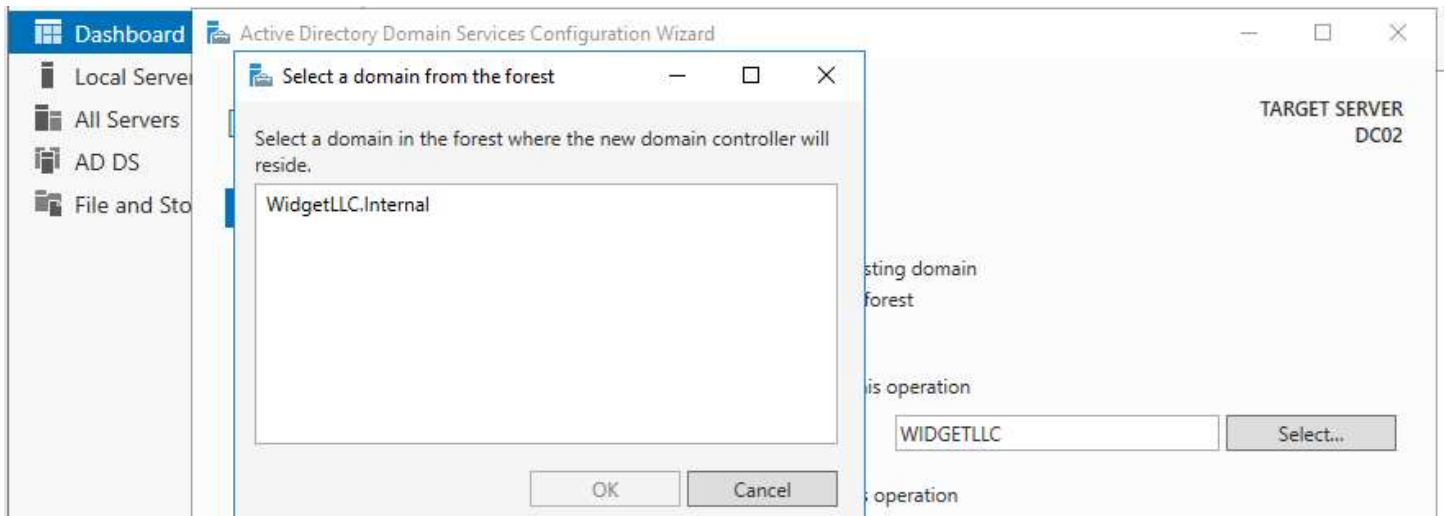 Dashboard
Active Directory Domain Services Configuration Wizard
Local Server
Select a domain from the forest
All Servers
TARGET SERVER
DC02
Select a domain in the forest where the new domain controller will
reside.
AD DS
File and Sto
WidgetLLC.Internal
sting domain
forest
is operation
WIDGETLLC
Select...
OK
Cancel
operation